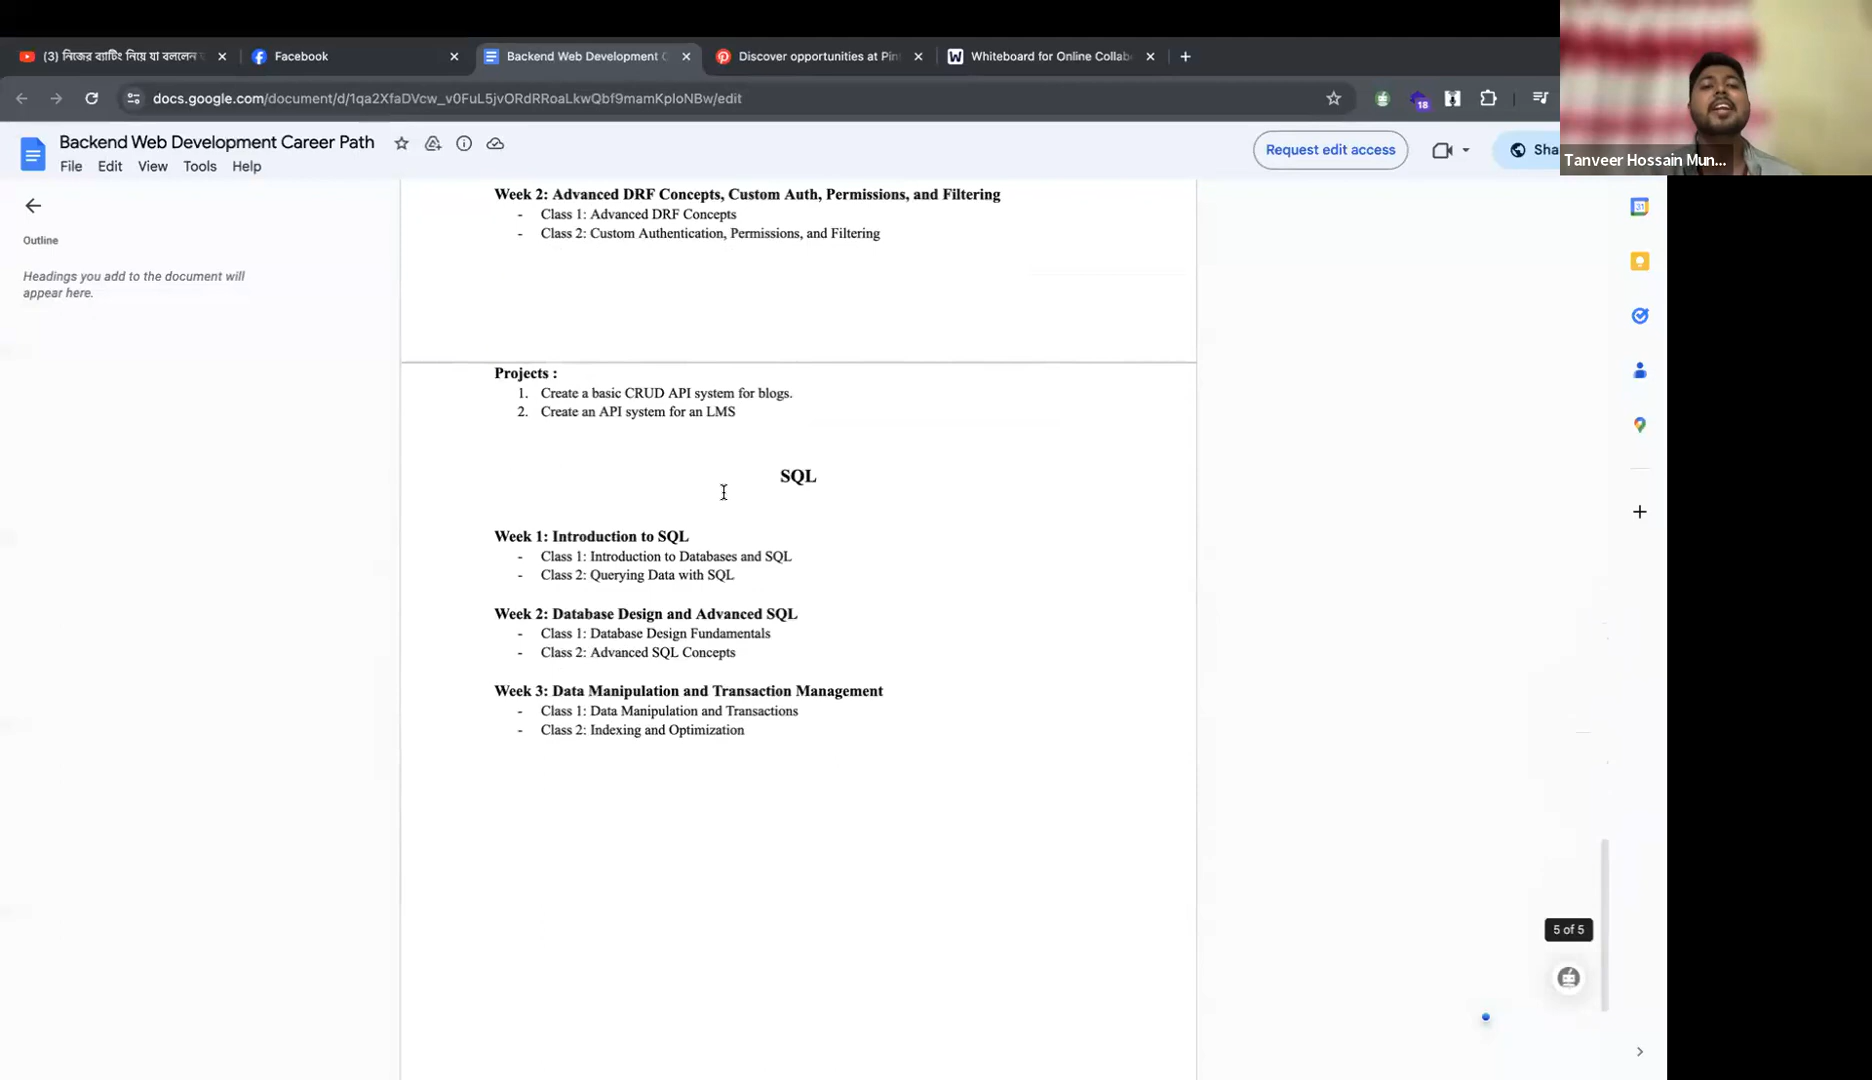 (3) নিজের ব্যাটিং নিয়ে যা বললেন
Facebook
Backend Web Development C
Discover opportunities at Pin
Whiteboard for Online Collab
docs.google.com/document/d/1qa2XfaDVcw_v0FuL5jvORdRRoaLkwQbf9mamKpIoNBw/edit
18
Backend Web Development Career Path
File Edit View Tools Help
Request edit access
Sha
Tanveer Hossain Mun...
31
Outline
Headings you add to the document will
appear here.
Week 2: Advanced DRF Concepts, Custom Auth, Permissions, and Filtering
- Class 1: Advanced DRF Concepts
- Class 2: Custom Authentication, Permissions, and Filtering
Projects :
1. Create a basic CRUD API system for blogs.
2. Create an API system for an LMS
SQL
Week 1: Introduction to SQL
- Class 1: Introduction to Databases and SQL
- Class 2: Querying Data with SQL
Week 2: Database Design and Advanced SQL
- Class 1: Database Design Fundamentals
- Class 2: Advanced SQL Concepts
Week 3: Data Manipulation and Transaction Management
- Class 1: Data Manipulation and Transactions
- Class 2: Indexing and Optimization
5 of 5